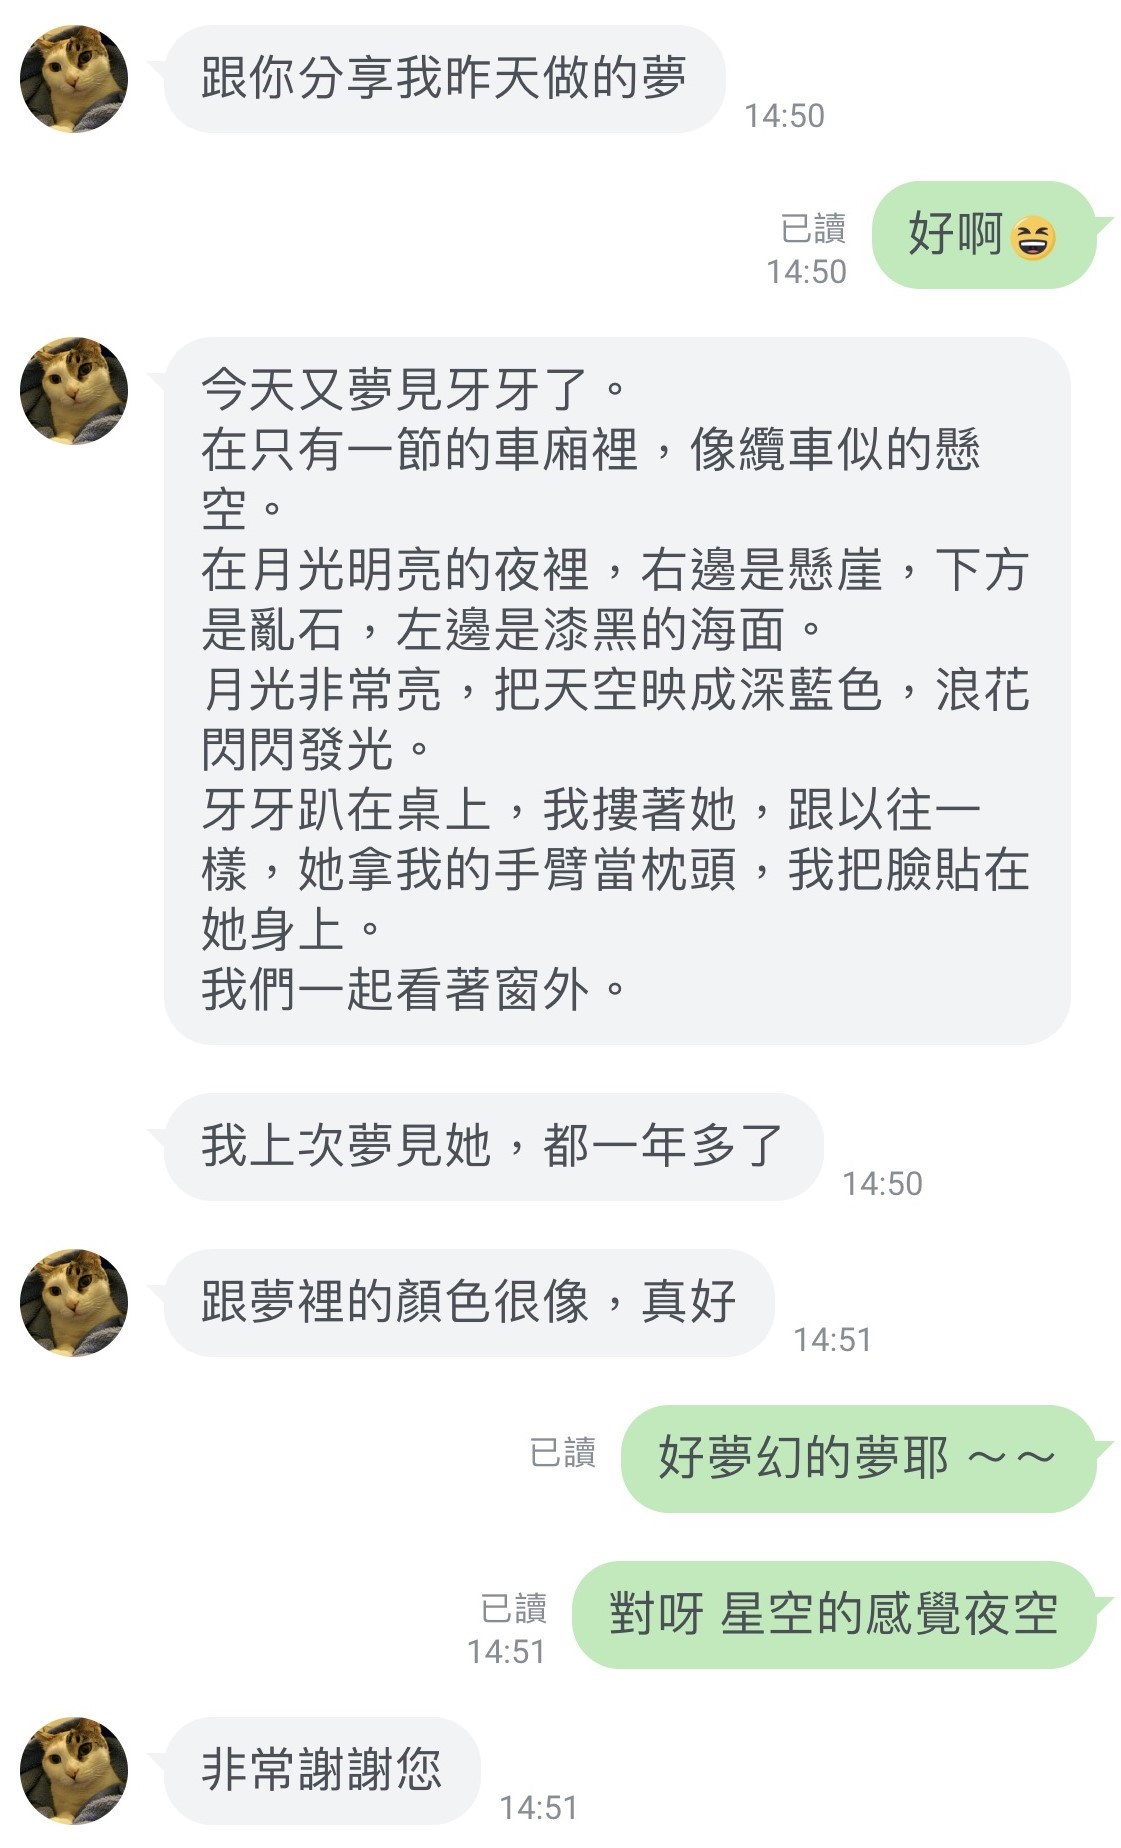 跟你分享我昨天做的夢
14:50
好啊😆
已讀
14:50
今天又夢見牙牙了。
在只有一節的車廂裡，像纜車似的懸
空。
在月光明亮的夜裡，右邊是懸崖，下方
是亂石，左邊是漆黑的海面。
月光非常亮，把天空映成深藍色，浪花
閃閃發光。
牙牙趴在桌上，我摟著她，跟以往一
樣，她拿我的手臂當枕頭，我把臉貼在
她身上。
我們一起看著窗外。
我上次夢見她，都一年多了
14:50
跟夢裡的顏色很像，真好
14:51
已讀
好夢幻的夢耶 ～～
已讀
14:51
對呀 星空的感覺夜空
非常謝謝您
14:51